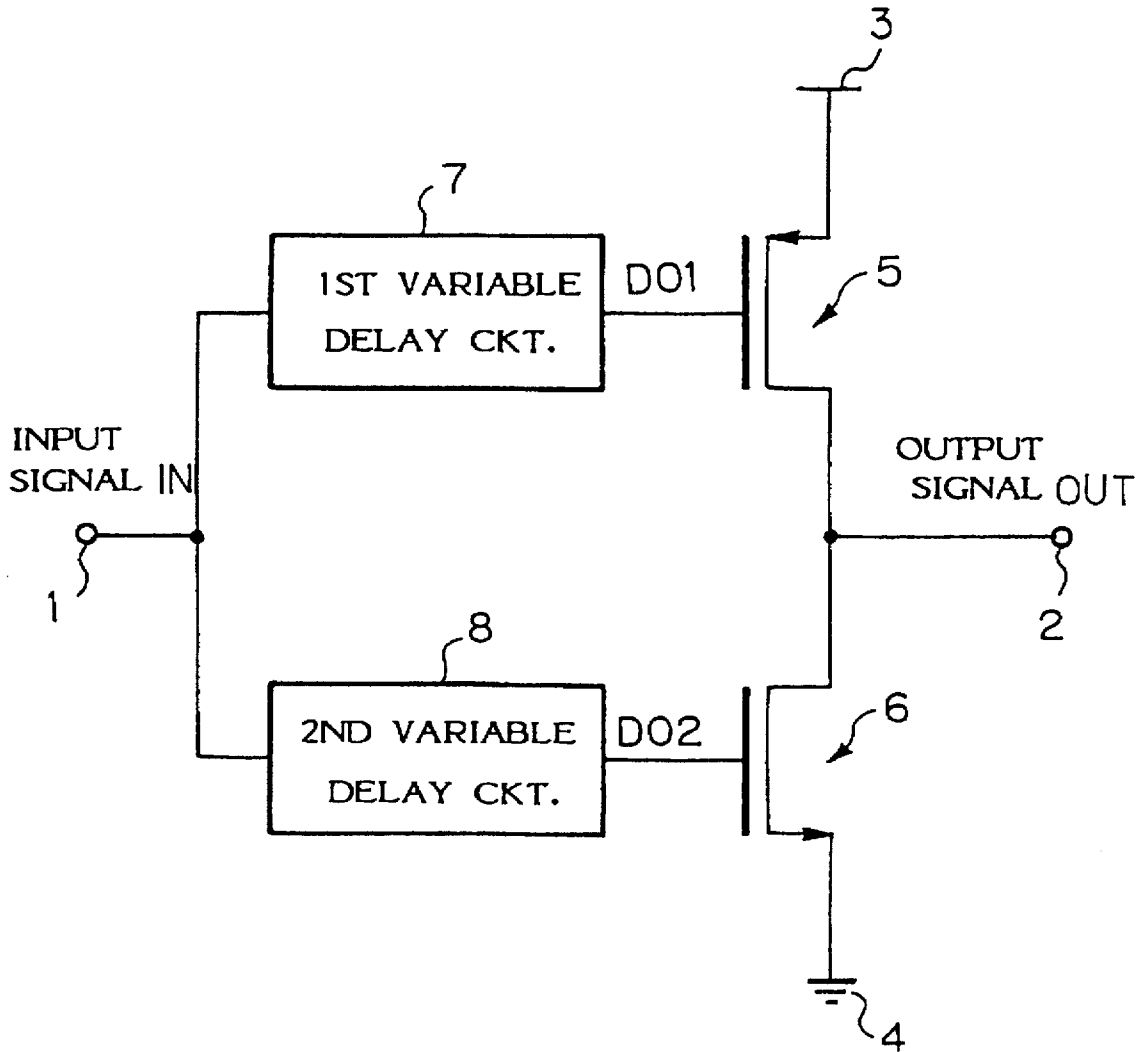 3
7
1ST VARIABLE
DELAY CKT.
DO1
5
INPUT
SIGNAL IN
OUTPUT
SIGNAL OUT
1
2
8
2ND VARIABLE
DELAY CKT.
DO2
6
4